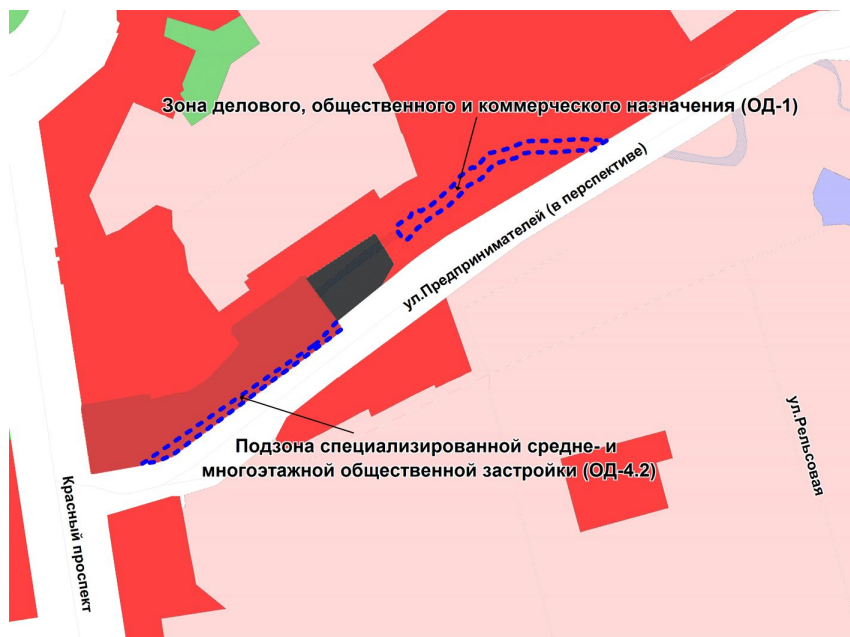 Зона делового, общественного и коммерческого назначения (ОД-1)
ул.Предпринимателей (в перспективе)
Подзона специализированной средне- и
многоэтажной общественной застройки (ОД-4.2)
ул.Рельсовая
Красный проспект